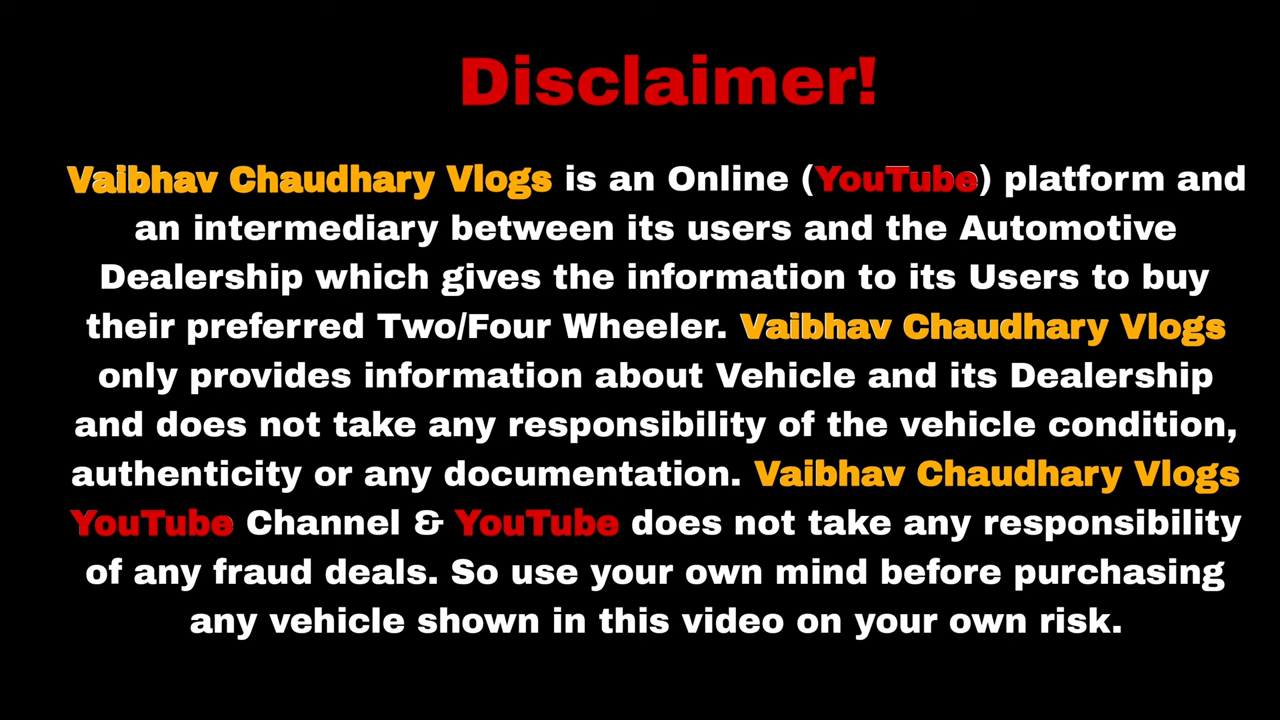 Disclaimer!
Vaibhav Chaudhary Vlogs is an Online (YouTube) platform and
an intermediary between its users and the Automotive
Dealership which gives the information to its Users to buy
their preferred Two/Four Wheeler. Vaibhav Chaudhary Vlogs
only provides information about Vehicle and its Dealership
and does not take any responsibility of the vehicle condition,
authenticity or any documentation. Vaibhav Chaudhary Vlogs
YouTube Channel & YouTube does not take any responsibility
of any fraud deals. So use your own mind before purchasing
any vehicle shown in this video on your own risk.